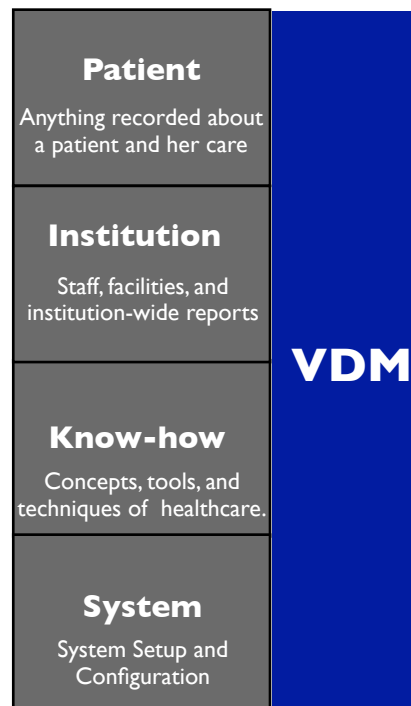 Patient
Anything recorded about
a patient and her care
Institution
Staff, facilities, and
institution-wide reports
VDM
Know-how
Concepts, tools, and
techniques of healthcare.
System
System Setup and
Configuration